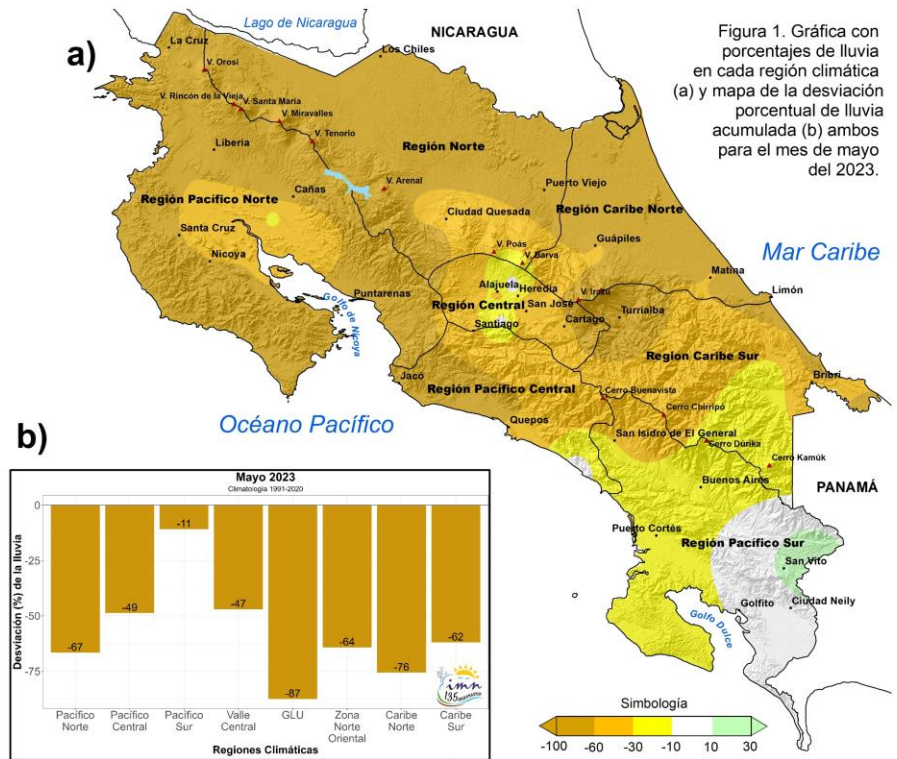 Lago de Nicaragua
NICARAGUA
Figura 1. Gráfica con
porcentajes de lluvia
en cada región climática
(a) y mapa de la desviación
porcentual de lluvia
acumulada (b) ambos
para el mes de mayo
del 2023.
a)
La Cruz
Los Chiles
V. Orosí
V. Rincón de la Vieja
V. Santa María
V. Miravalles
V. Tenorio
Liberia
Región Norte
V. Arenal
Cañas
Puerto Viejo
Región Pacífico Norte
Ciudad Quesada
Región Caribe Norte
Santa Cruz
Guápiles
Nicoya
V. Poás
V. Barva
Mar Caribe
Matina
Limón
Alajuela
Heredia
V. Irazú
Puntarenas
Golfo de Nicoya
Región Central
San José
Turrialba
Santiago
Cartago
Region Caribe Sur
Bribrí
Jacó
Región Pacífico Central
Cerro Buenavista
Cerro Chirripó
Quepos
Océano Pacífico
San Isidro de El General
Cerro Dúrika
Cerro Kamúk
Buenos Aires
PANAMÁ
Puerto Cortés
Región Pacífico Sur
San Vito
Golfito
Ciudad Neily
Golfo Dulce
b)
Mayo 2023
Climatología 1991-2020
Desviación (%) de la lluvia
0
-25
-50
-75
-67
-49
-11
-47
-87
-64
-76
-62
imn
135
Pacífico Norte
Pacífico Central
Pacífico Sur
Valle Central
GLU
Zona Norte Oriental
Caribe Norte
Caribe Sur
Regiones Climáticas
Simbología
-100 -60 -30 -10 10 30